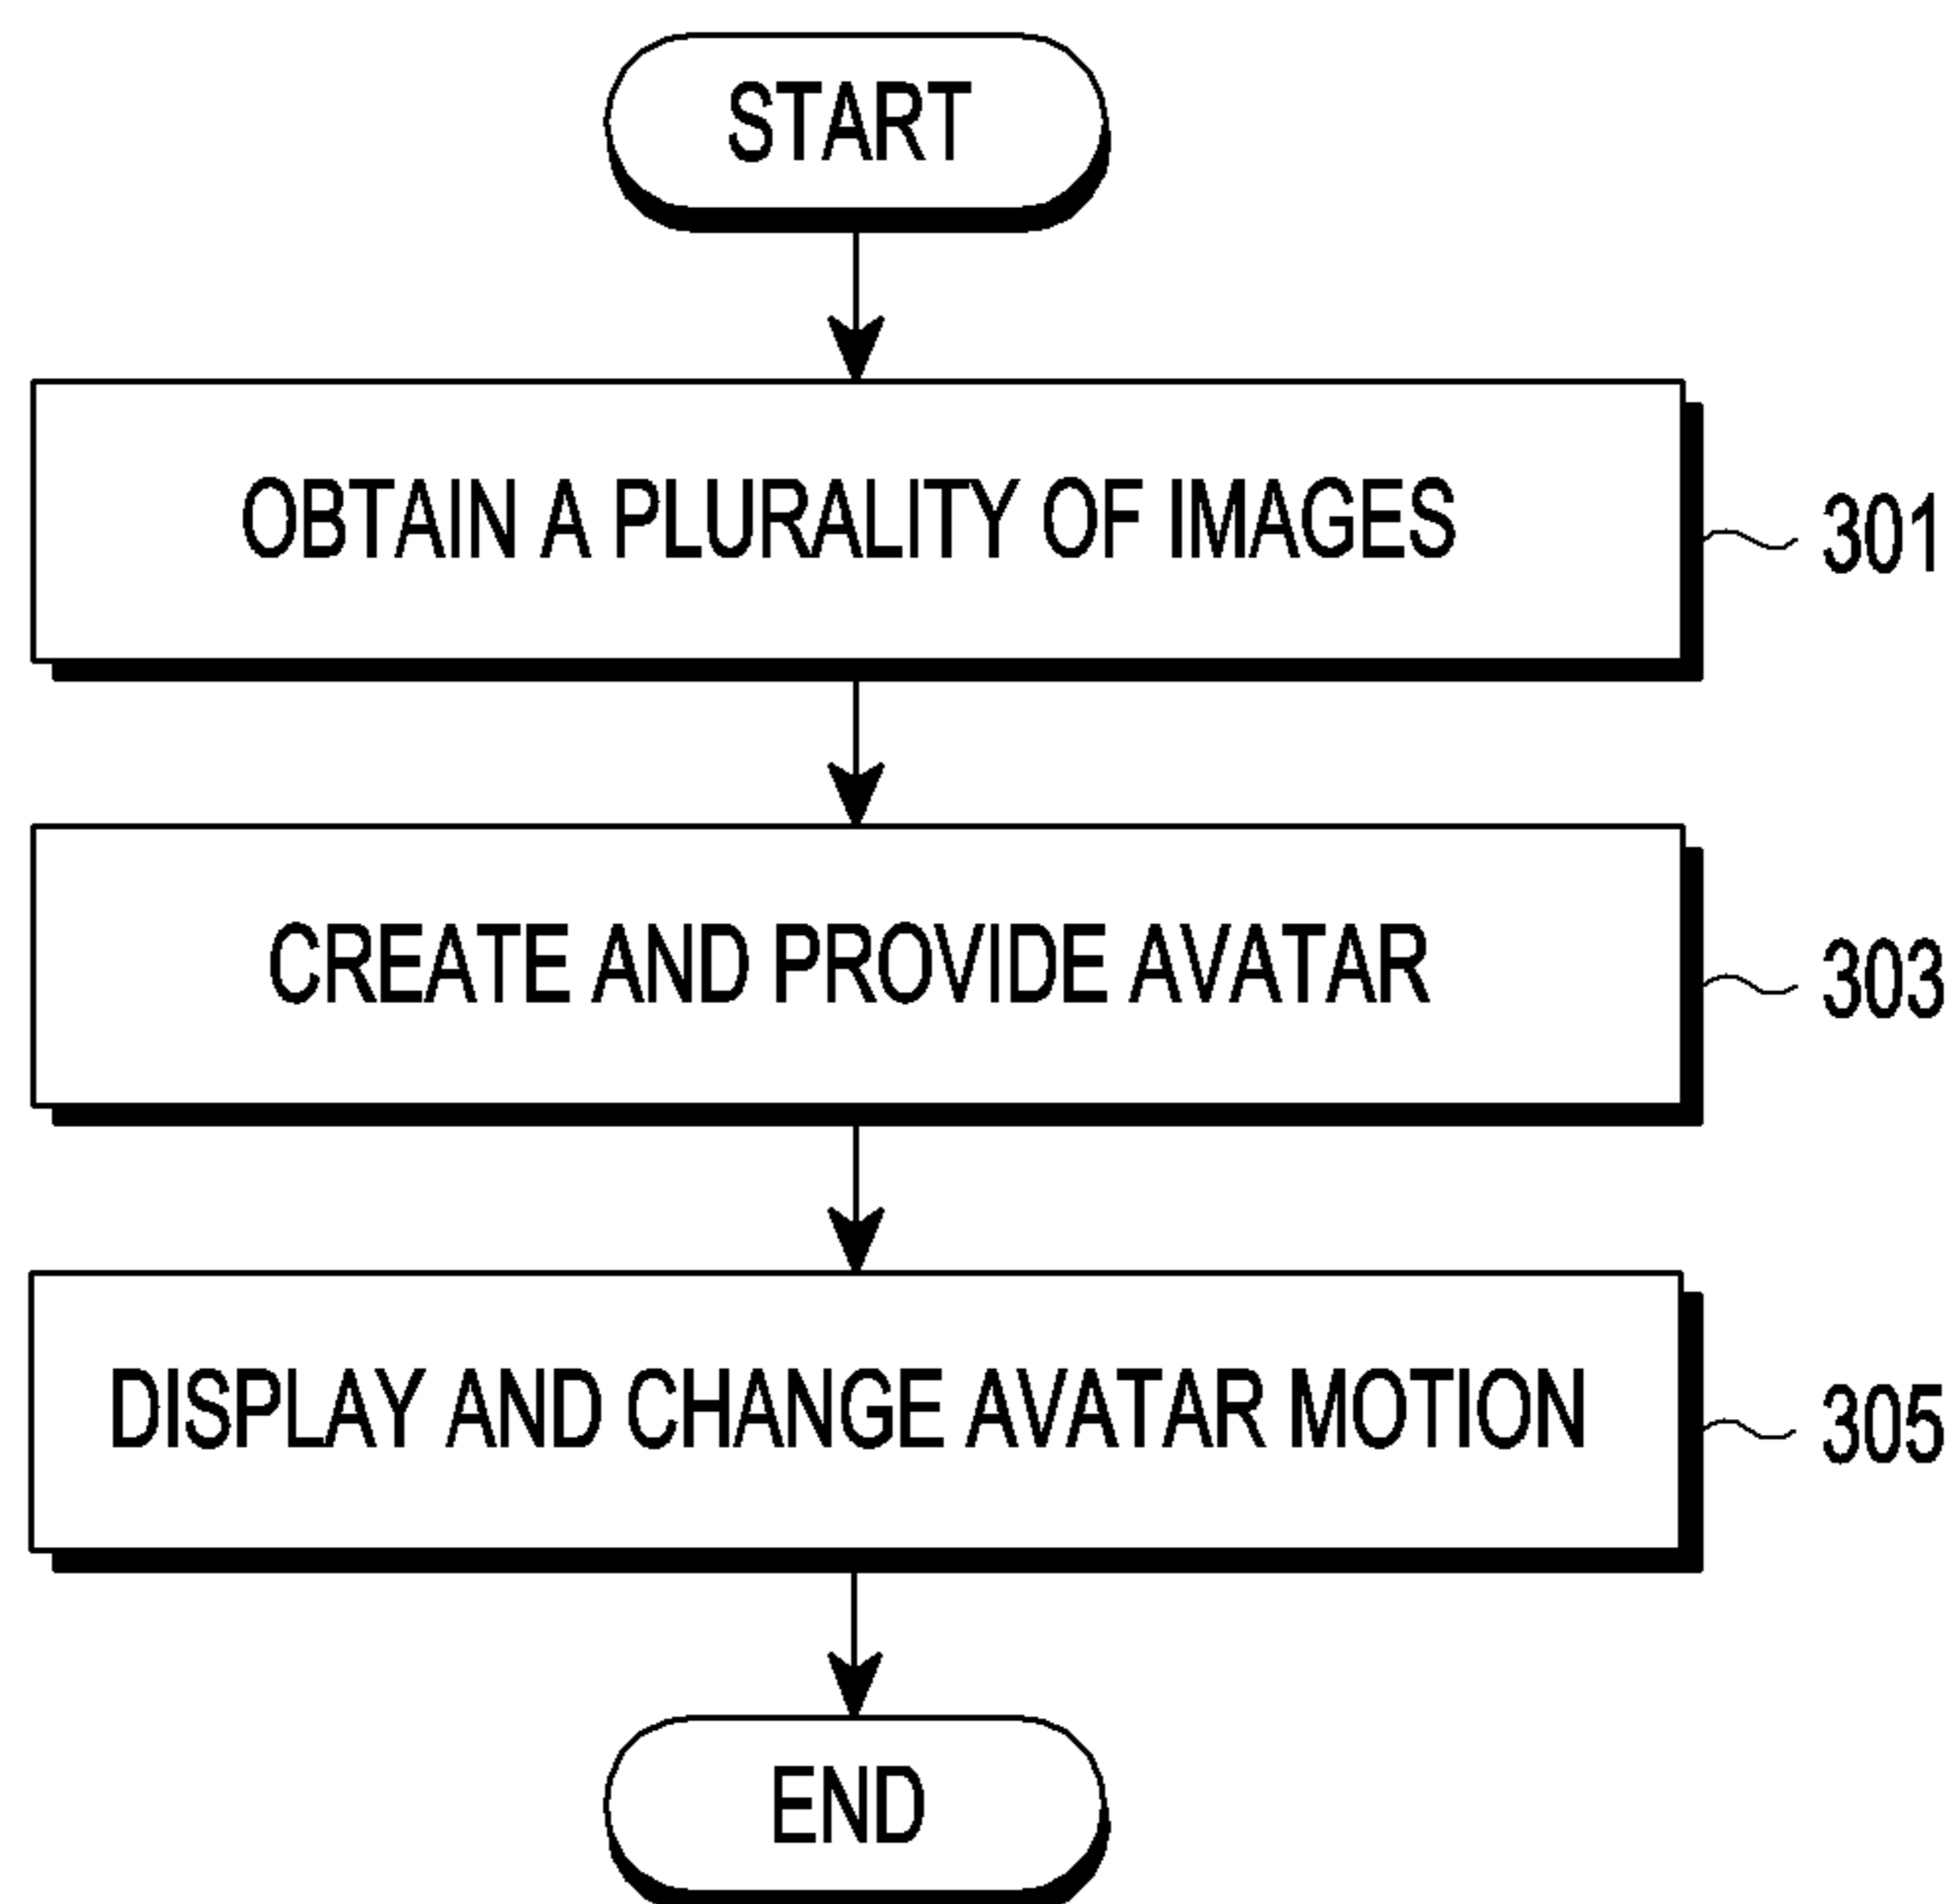 START
OBTAIN A PLURALITY OF IMAGES
301
CREATE AND PROVIDE AVATAR
303
DISPLAY AND CHANGE AVATAR MOTION
305
END